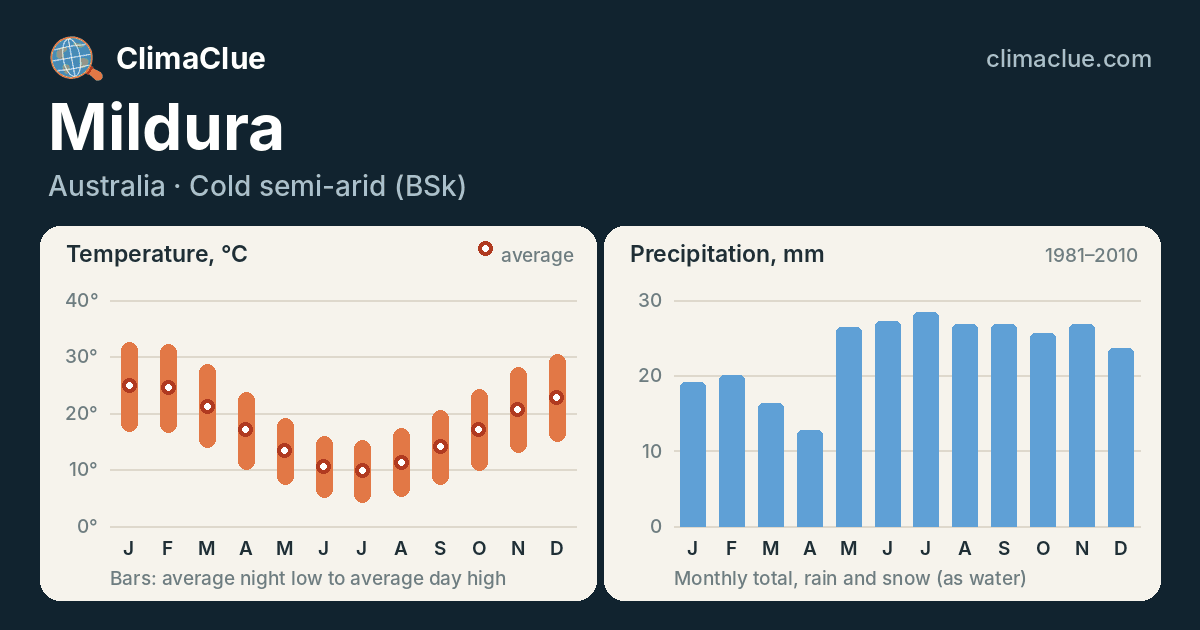 ClimaClue
climaclue.com
Mildura
Australia · Cold semi-arid (BSk)
Temperature, °C
average
40°
30°
20°
10°
0°
J F M A M J J A S O N D
Bars: average night low to average day high
Precipitation, mm
1981–2010
30
20
10
0
J F M A M J J A S O N D
Monthly total, rain and snow (as water)